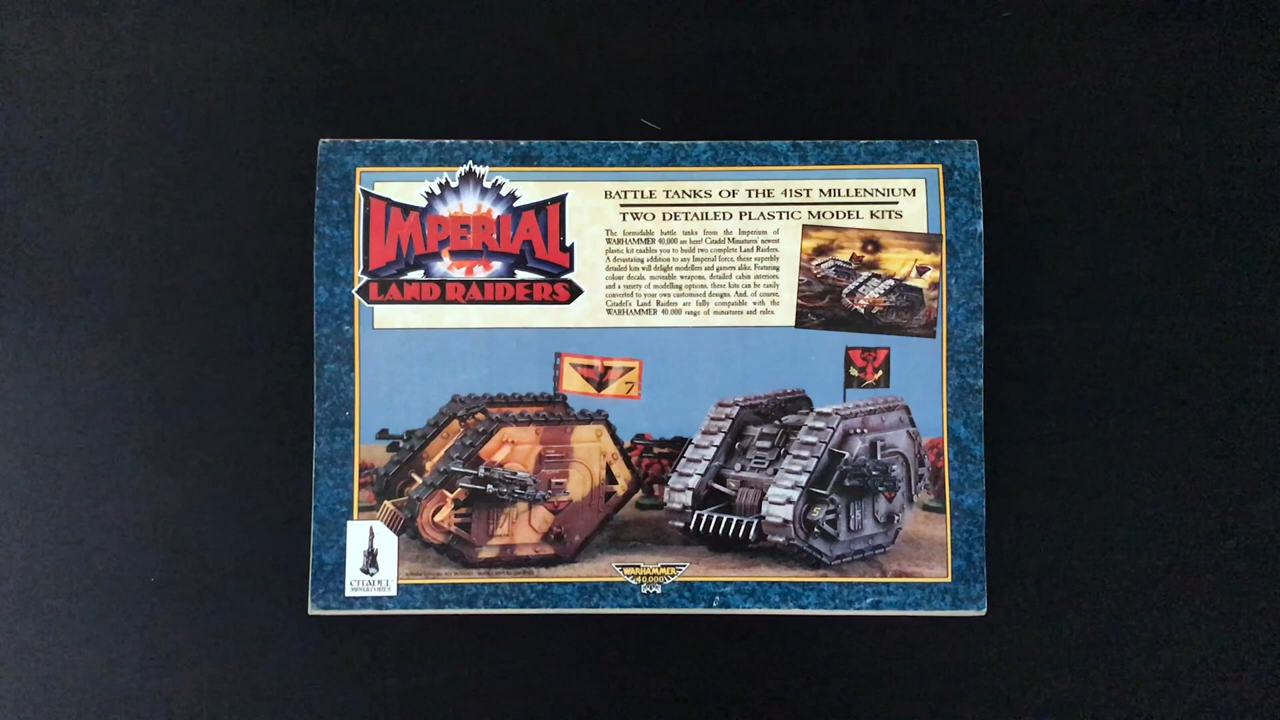 IMPERIAL
LAND RAIDERS
BATTLE TANKS OF THE 41ST MILLENNIUM
TWO DETAILED PLASTIC MODEL KITS
The formidable battle tanks from the Imperium of
WARHAMMER 40,000 are here! Citadel Miniatures' newest
plastic kit enables you to build two complete Land Raiders.
A devastating addition to any Imperial force, these superbly
detailed kits will delight modellers and gamers alike. Featuring
colour decals, moveable weapons, detailed cabin interiors,
and a variety of modelling options, these kits can be easily
converted to your own customised designs. And, of course,
Citadel's Land Raiders are fully compatible with the
WARHAMMER 40,000 range of miniatures and rules.
7
5
CITADEL
MINIATURES
WARHAMMER
40,000